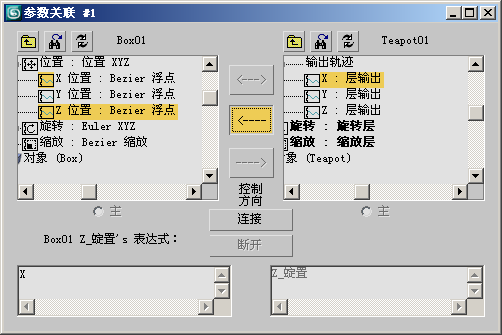 参数关联 #1
Box01
Teapot01
位置 : 位置 XYZ
X 位置 : Bezier 浮点
Y 位置 : Bezier 浮点
Z 位置 : Bezier 浮点
旋转 : Euler XYZ
缩放 : Bezier 缩放
对象 (Box)
<--->
<----
---->
控制
方向
输出轨迹
X : 层输出
Y : 层输出
Z : 层输出
旋转 : 旋转层
缩放 : 缩放层
象 (Teapot)
主
主
连接
断开
Box01 Z_蝊置's 表达式:
X
Z_蝊置